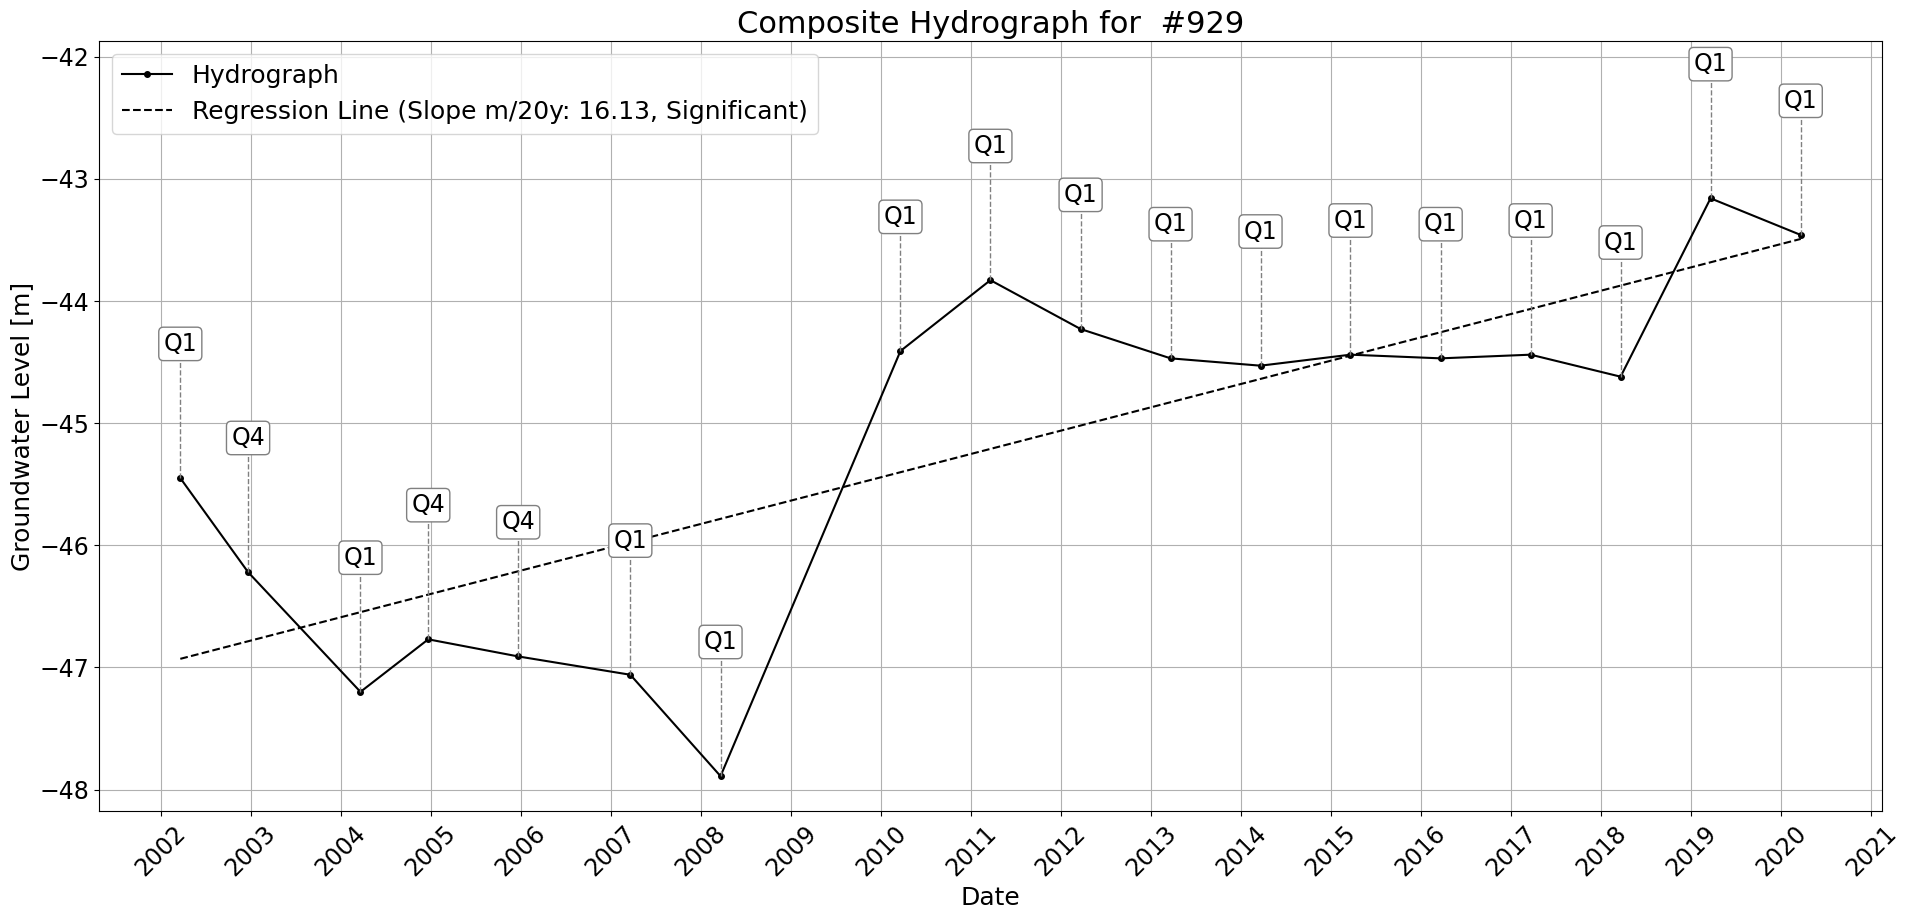 Composite Hydrograph for  #929
Hydrograph
Regression Line (Slope m/20y: 16.13, Significant)
Groundwater Level [m]
−42
−43
−44
−45
−46
−47
−48
Q1
Q4
Q1
Q4
Q4
Q1
Q1
Q1
Q1
Q1
Q1
Q1
Q1
Q1
Q1
Q1
Q1
Q1
2002
2003
2004
2005
2006
2007
2008
2009
2010
2011
2012
2013
2014
2015
2016
2017
2018
2019
2020
2021
Date